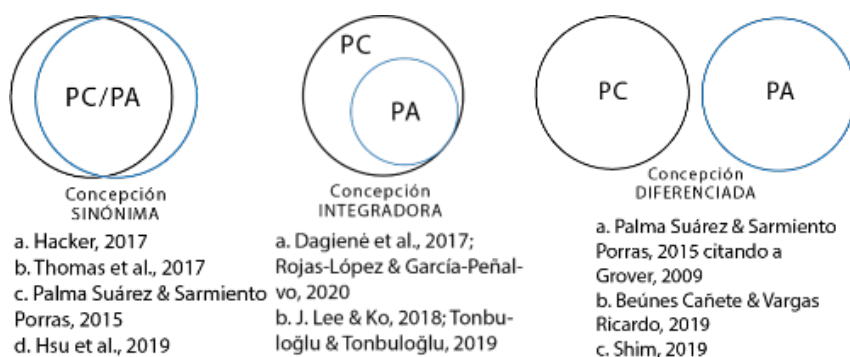 PC/PA
Concepción
SINÓNIMA
a. Hacker, 2017
b. Thomas et al., 2017
c. Palma Suárez & Sarmiento
Porras, 2015
d. Hsu et al., 2019
PC
PA
Concepción
INTEGRADORA
a. Dagienė et al., 2017;
Rojas-López & García-Peñal-
vo, 2020
b. J. Lee & Ko, 2018; Tonbu-
loğlu & Tonbuloğlu, 2019
PC
PA
Concepción
DIFERENCIADA
a. Palma Suárez & Sarmiento
Porras, 2015 citando a
Grover, 2009
b. Beúnes Cañete & Vargas
Ricardo, 2019
c. Shim, 2019